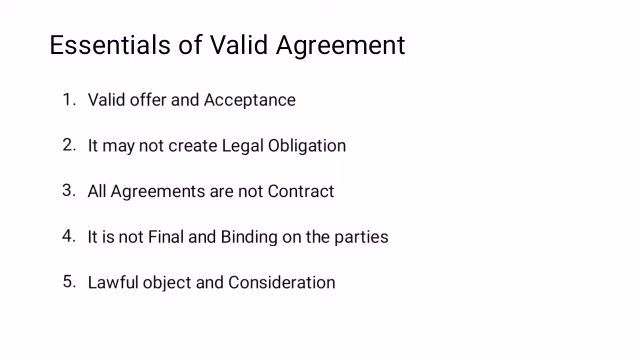 Essentials of Valid Agreement
1. Valid offer and Acceptance
2. It may not create Legal Obligation
3. All Agreements are not Contract
4. It is not Final and Binding on the parties
5. Lawful object and Consideration